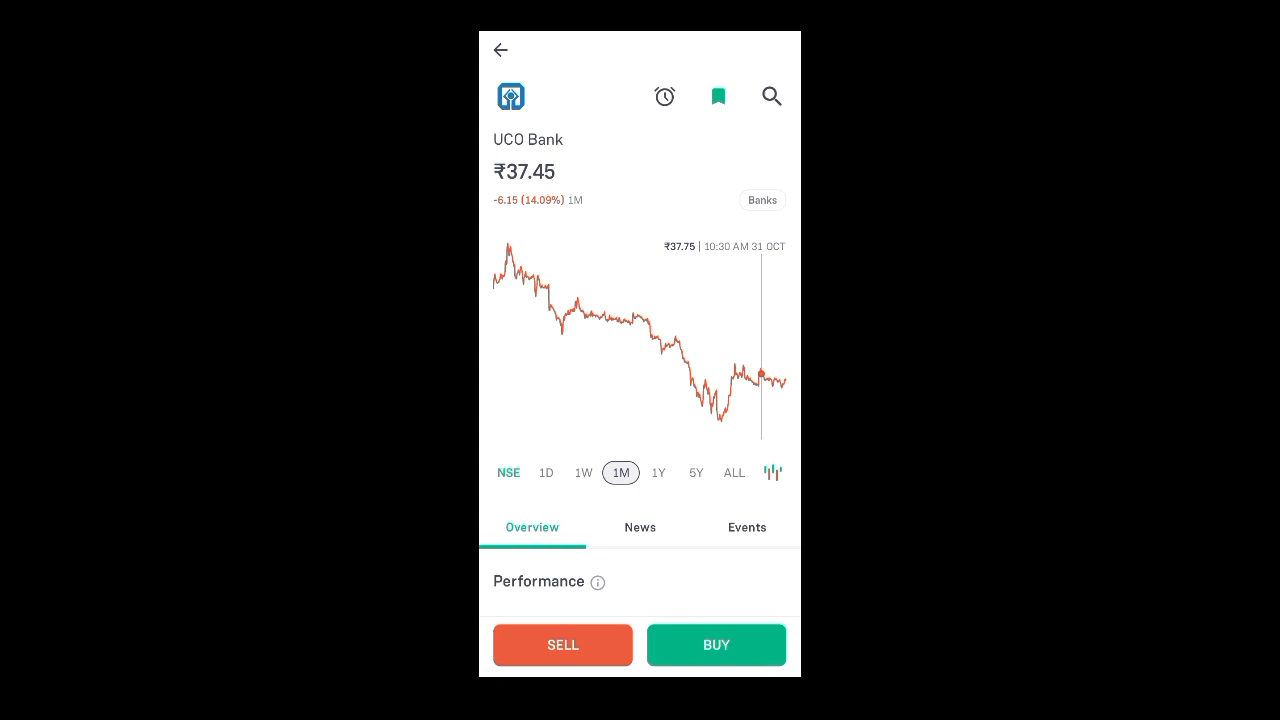 UCO Bank
₹37.45
-6.15 (14.09%) 1M
Banks
₹37.75 | 10:30 AM 31 OCT
NSE 1D 1W 1M 1Y 5Y ALL
Overview News Events
Performance
SELL BUY